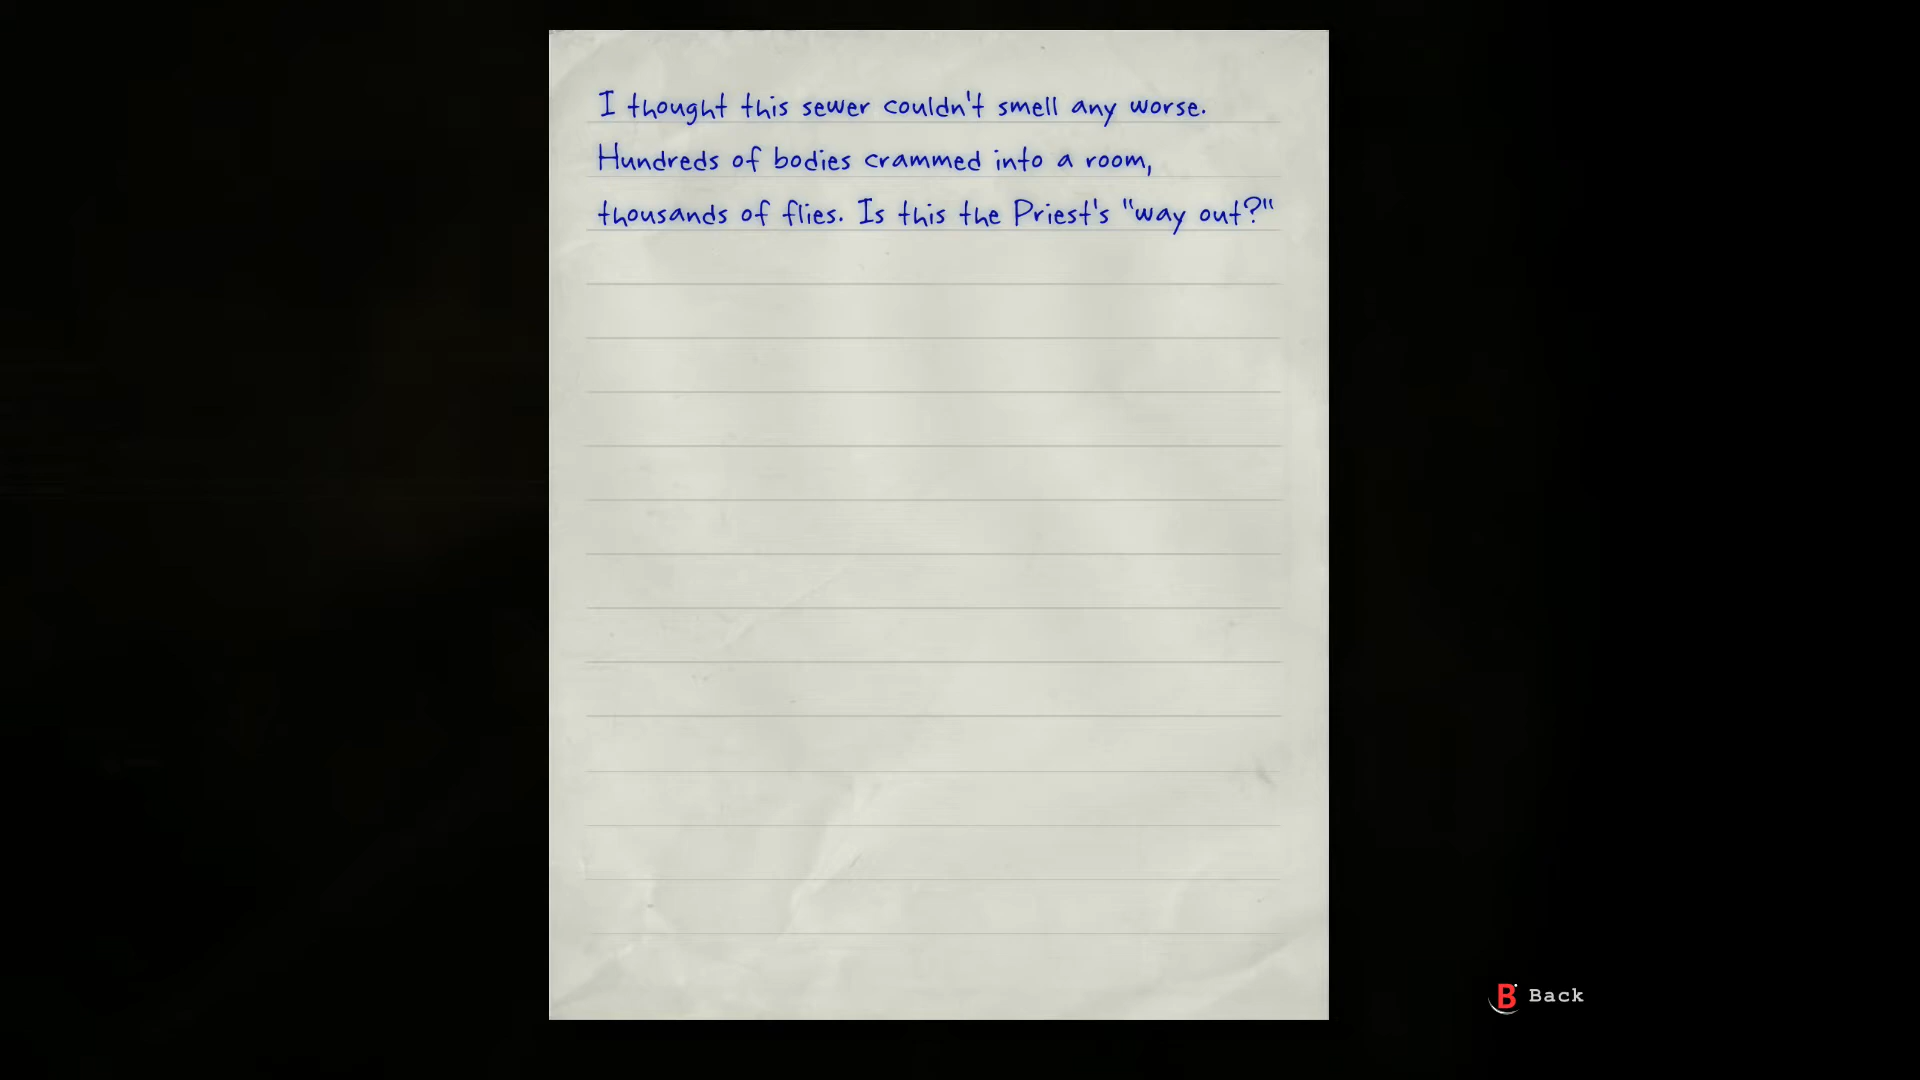 I thought this sewer couldn't smell any worse.
Hundreds of bodies crammed into a room,
thousands of flies. Is this the Priest's "way out?"
B Back